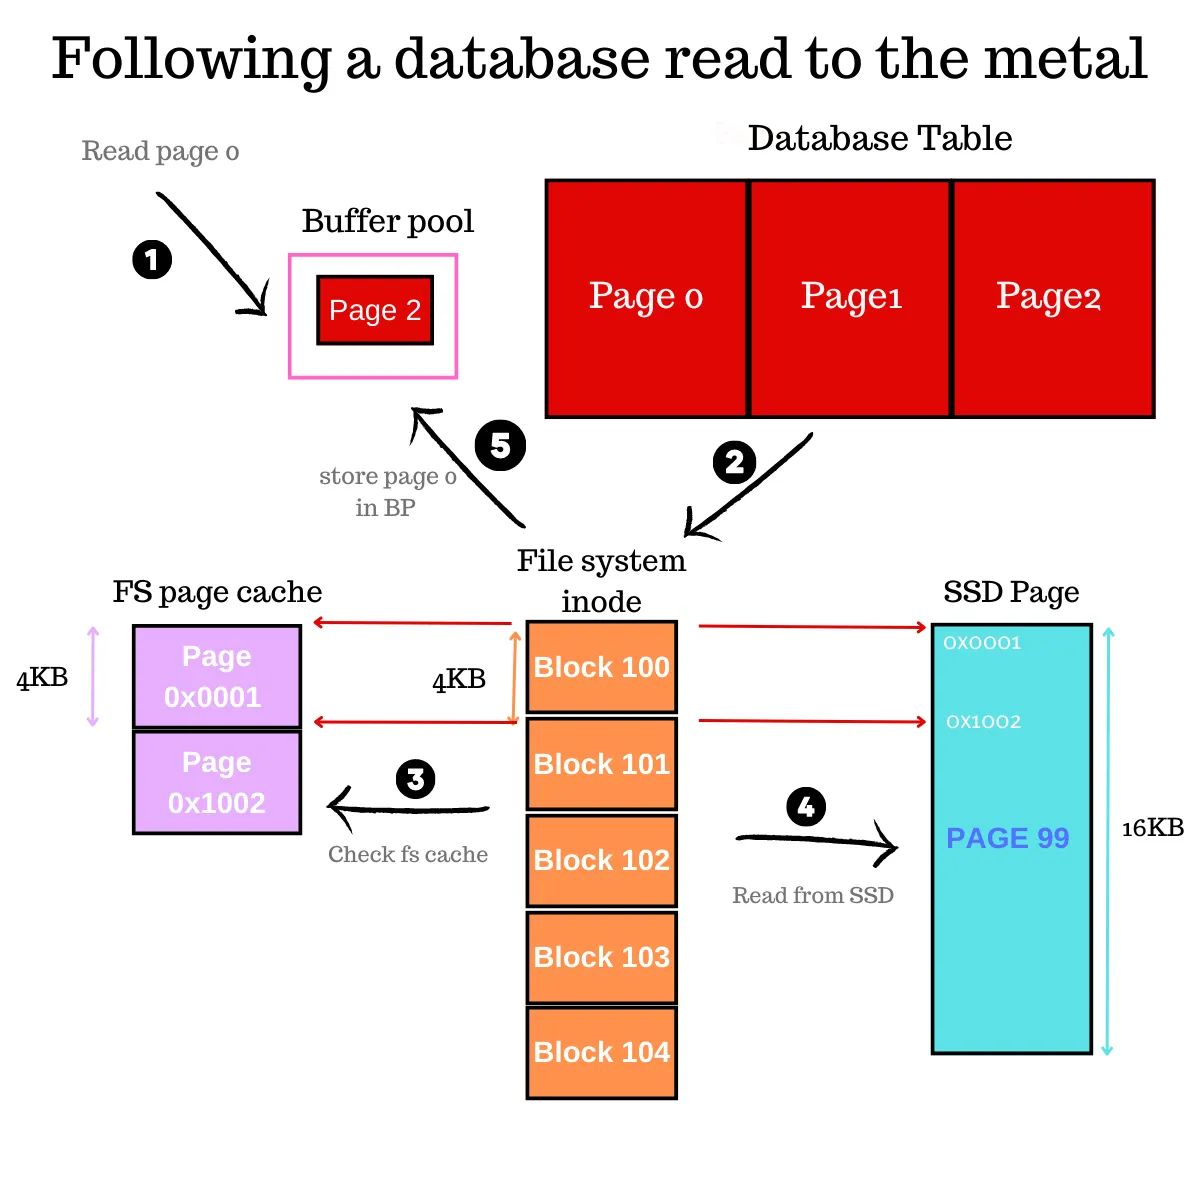 Following a database read to the metal
Read page 0
Database Table
1
Buffer pool
Page 2
Page 0
Page1
Page2
5
2
store page 0
in BP
File system
inode
FS page cache
SSD Page
4KB
Page
0x0001
4KB
Block 100
0X0001
Page
0x1002
Block 101
0X1002
3
4
Check fs cache
Block 102
PAGE 99
16KB
Read from SSD
Block 103
Block 104